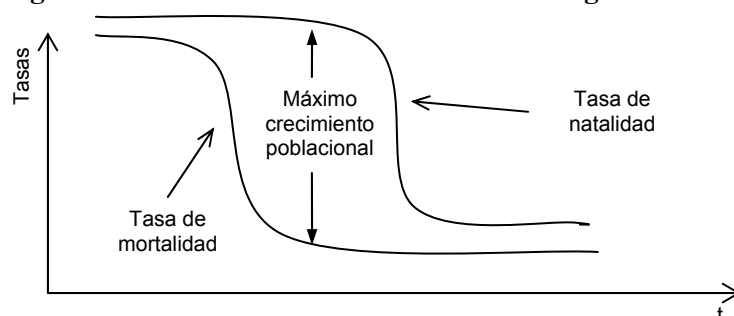 Tasas
Máximo
crecimiento
poblacional
Tasa de
natalidad
Tasa de
mortalidad
t